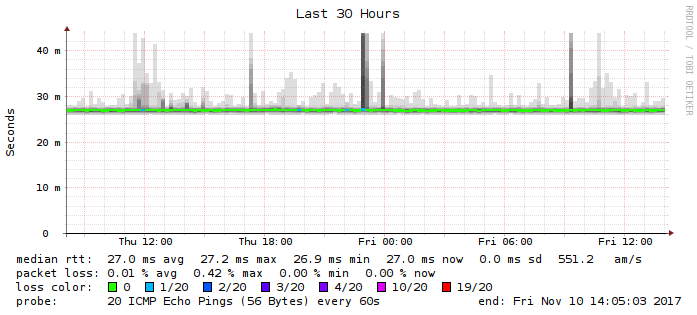 Last 30 Hours
RRDTOOL / TOBI OETIKER
Seconds
40 m
30 m
20 m
10 m
0
Thu 12:00 Thu 18:00 Fri 00:00 Fri 06:00 Fri 12:00
median rtt: 27.0 ms avg 27.2 ms max 26.9 ms min 27.0 ms now 0.0 ms sd 551.2 am/s
packet loss: 0.01 % avg 0.42 % max 0.00 % min 0.00 % now
loss color: 0 1/20 2/20 3/20 4/20 10/20 19/20
probe: 20 ICMP Echo Pings (56 Bytes) every 60s end: Fri Nov 10 14:05:03 2017